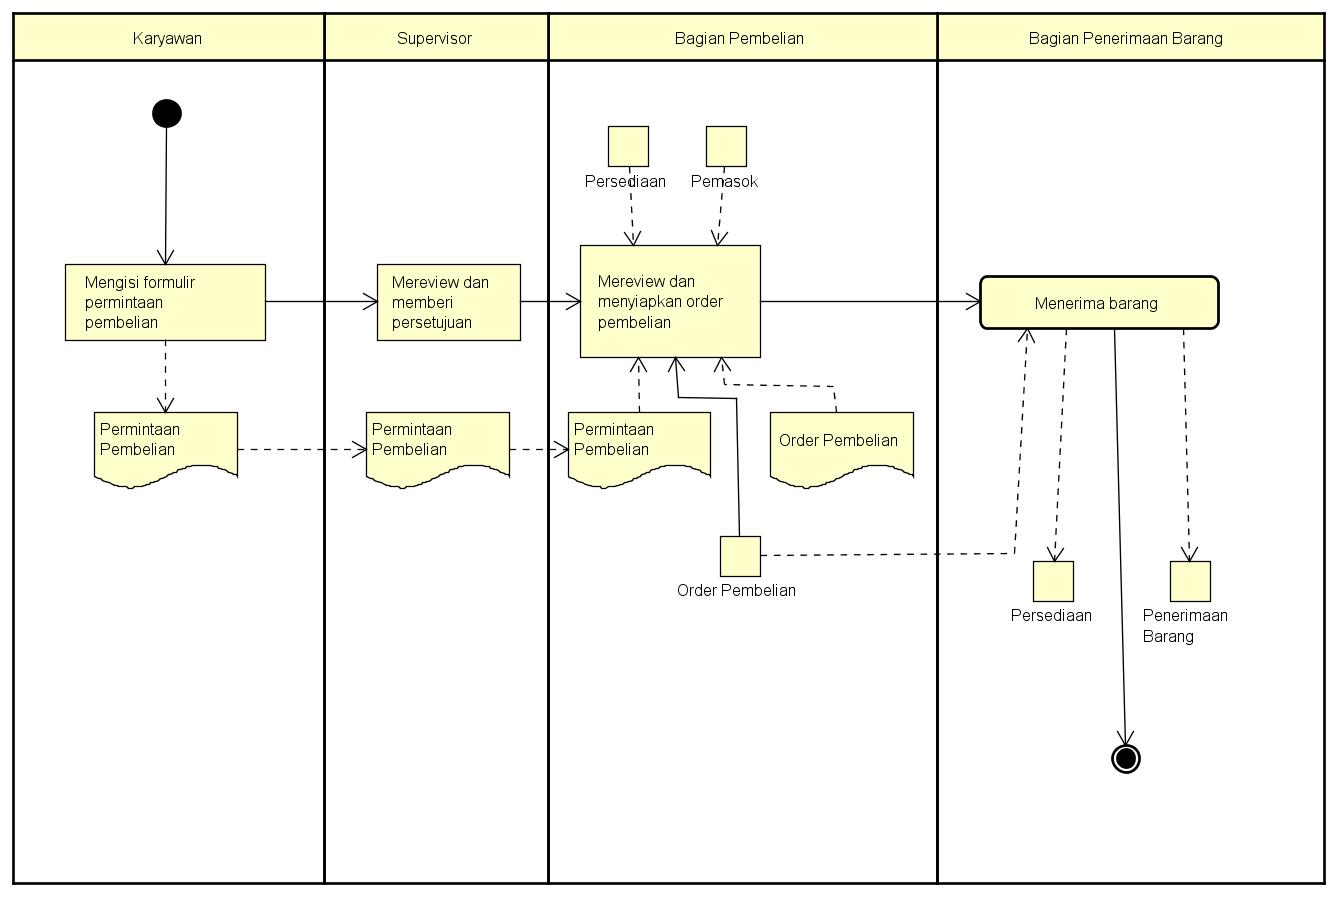 Karyawan
Supervisor
Bagian Pembelian
Bagian Penerimaan Barang
Persediaan
Pemasok
Mengisi formulir
permintaan
pembelian
Mereview dan
memberi
persetujuan
Mereview dan
menyiapkan order
pembelian
Menerima barang
Permintaan
Pembelian
Permintaan
Pembelian
Permintaan
Pembelian
Order Pembelian
Order Pembelian
Persediaan
Penerimaan
Barang